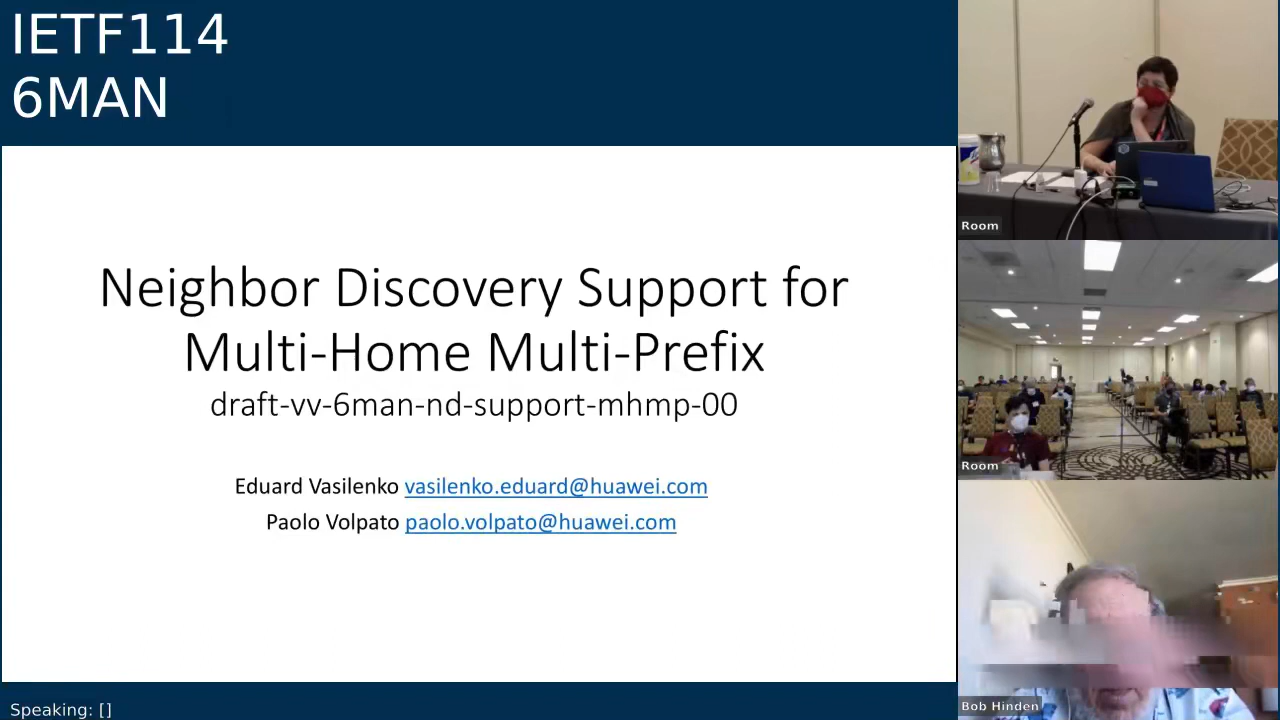 IETF114
6MAN
Neighbor Discovery Support for
Multi-Home Multi-Prefix
draft-vv-6man-nd-support-mhmp-00
Eduard Vasilenko vasilenko.eduard@huawei.com
Paolo Volpato paolo.volpato@huawei.com
Speaking: []
Room
Room
Bob Hinden